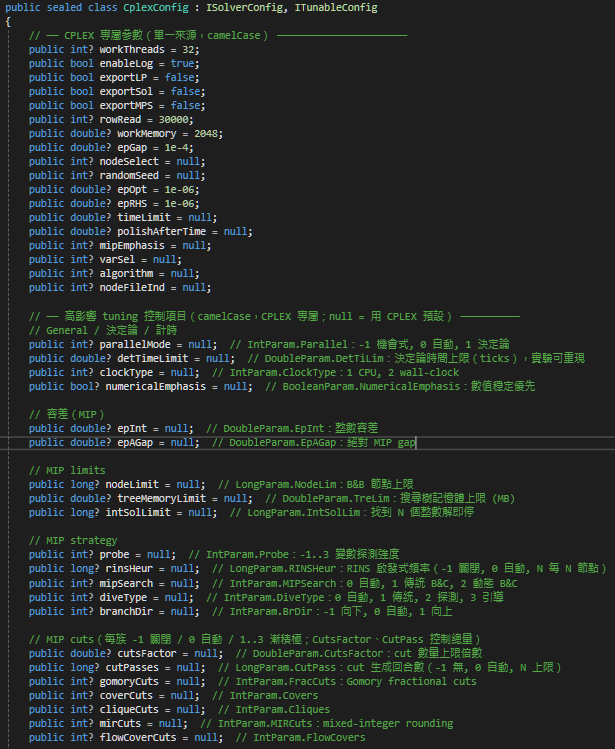 public sealed class CplexConfig : ISolverConfig, ITunableConfig
{
// ── CPLEX 專屬參數（單一來源，camelCase） ──────────────────────
public int? workThreads = 32;
public bool enableLog = true;
public bool exportLP = false;
public bool exportSol = false;
public bool exportMPS = false;
public int? rowRead = 30000;
public double? workMemory = 2048;
public double? epGap = 1e-4;
public int? nodeSelect = null;
public int? randomSeed = null;
public double? epOpt = 1e-06;
public double? epRHS = 1e-06;
public double? timeLimit = null;
public double? polishAfterTime = null;
public int? mipEmphasis = null;
public int? varSel = null;
public int? algorithm = null;
public int? nodeFileInd = null;
// ── 高影響 tuning 控制項目（camelCase，CPLEX 專屬；null = 用 CPLEX 預設） ──────────
// General / 決定論 / 計時
public int? parallelMode = null;  // IntParam.Parallel：-1 機會式, 0 自動, 1 決定論
public double? detTimeLimit = null;  // DoubleParam.DetTiLim：決定論時間上限（ticks），實驗可重現
public int? clockType = null;  // IntParam.ClockType：1 CPU, 2 wall-clock
public bool? numericalEmphasis = null;  // BooleanParam.NumericalEmphasis：數值穩定優先
// 容差（MIP）
public double? epInt = null;  // DoubleParam.EpInt：整數容差
public double? epAGap = null;  // DoubleParam.EpAGap：絕對 MIP gap
// MIP limits
public long? nodeLimit = null;  // LongParam.NodeLim：B&B 節點上限
public double? treeMemoryLimit = null;  // DoubleParam.TreLim：搜尋樹記憶體上限 (MB)
public long? intSolLimit = null;  // LongParam.IntSolLim：找到 N 個整數解即停
// MIP strategy
public int? probe = null;  // IntParam.Probe：-1..3 變數探測強度
public long? rinsHeur = null;  // LongParam.RINSHeur：RINS 啟發式頻率（-1 關閉, 0 自動, N 每 N 節點）
public int? mipSearch = null;  // IntParam.MIPSearch：0 自動, 1 傳統 B&C, 2 動態 B&C
public int? diveType = null;  // IntParam.DiveType：0 自動, 1 傳統, 2 探測, 3 引導
public int? branchDir = null;  // IntParam.BrDir：-1 向下, 0 自動, 1 向上
// MIP cuts（每族 -1 關閉 / 0 自動 / 1..3 漸積極；CutsFactor、CutPass 控制總量）
public double? cutsFactor = null;  // DoubleParam.CutsFactor：cut 數量上限倍數
public long? cutPasses = null;  // LongParam.CutPass：cut 生成回合數（-1 無, 0 自動, N 上限）
public int? gomoryCuts = null;  // IntParam.FracCuts：Gomory fractional cuts
public int? coverCuts = null;  // IntParam.Covers
public int? cliqueCuts = null;  // IntParam.Cliques
public int? mirCuts = null;  // IntParam.MIRCuts：mixed-integer rounding
public int? flowCoverCuts = null;  // IntParam.FlowCovers